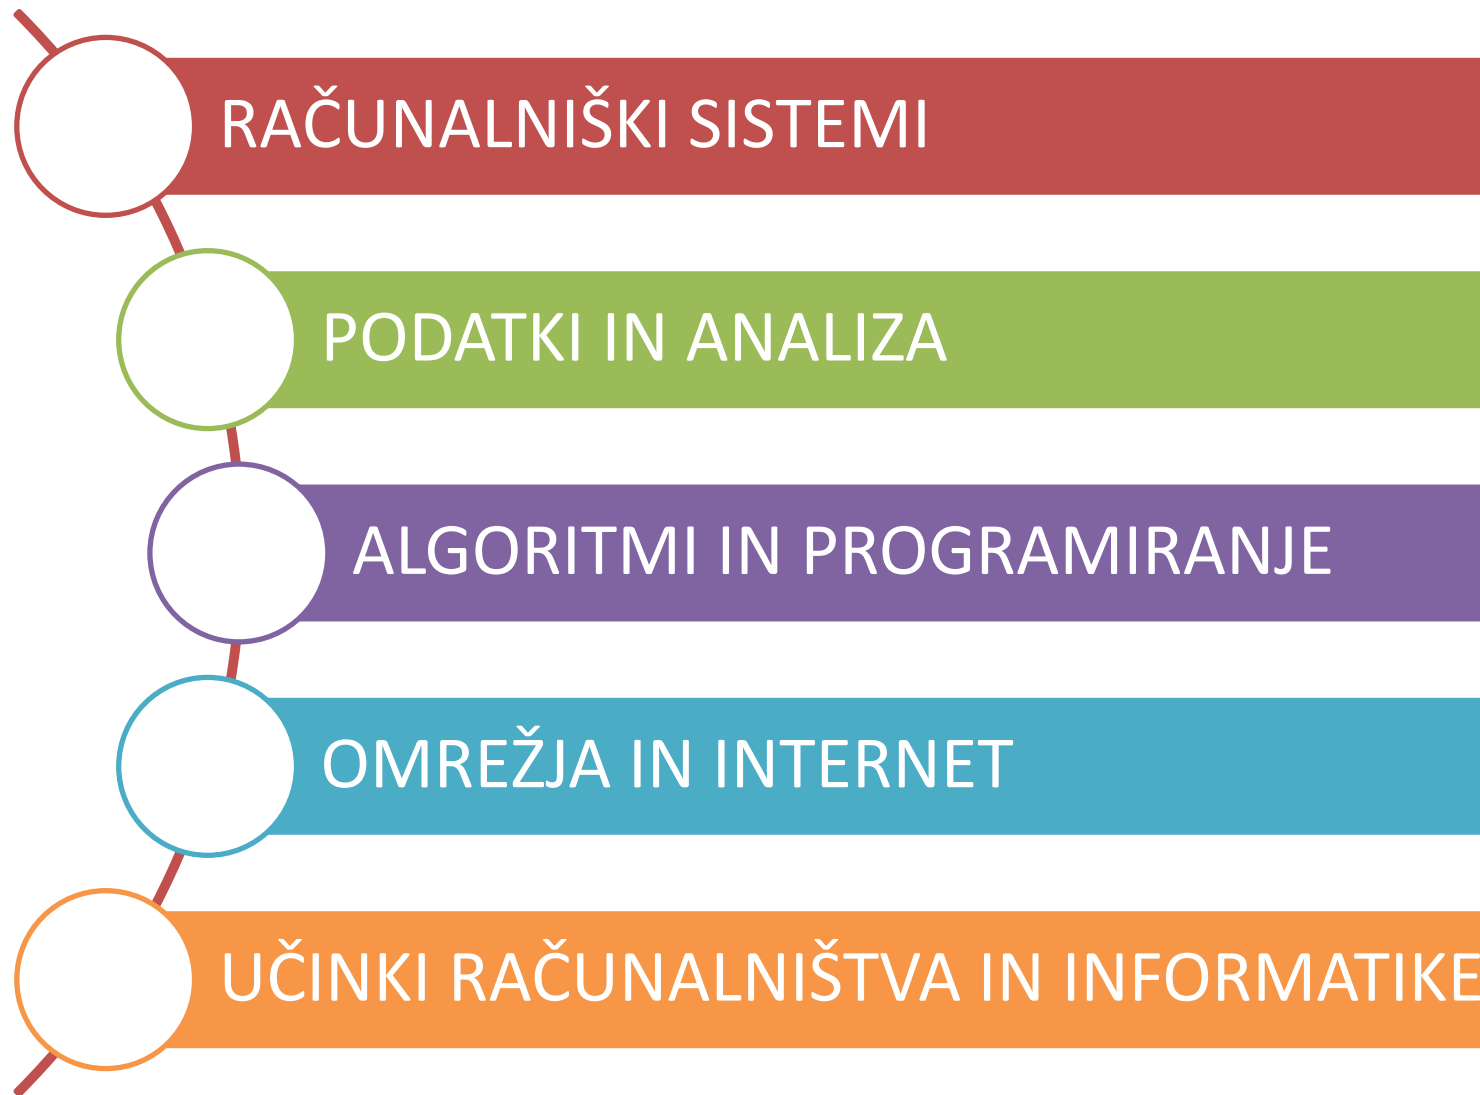 RAČUNALNIŠKI SISTEMI
PODATKI IN ANALIZA
ALGORITMI IN PROGRAMIRANJE
OMREŽJA IN INTERNET
UČINKI RAČUNALNIŠTVA IN INFORMATIKE